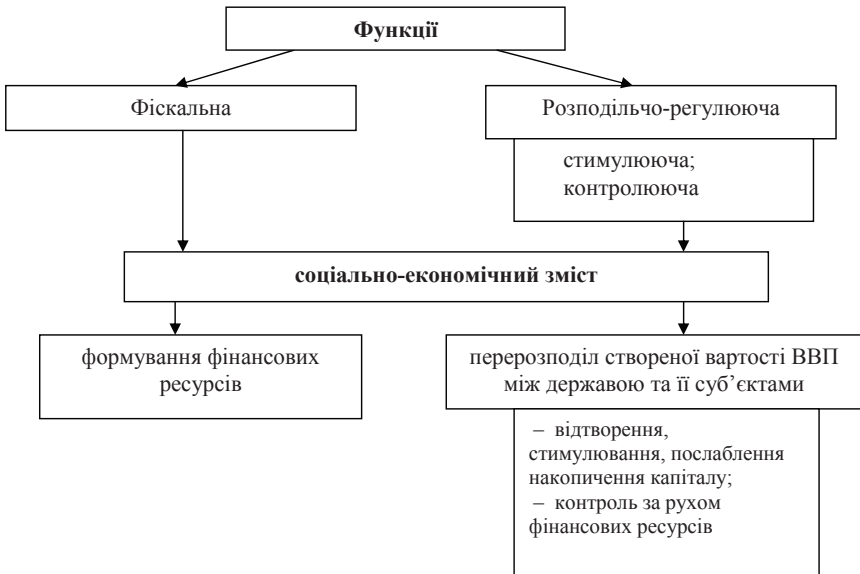 Функції
Фіскальна
Розподільчо-регулююча
стимулююча;
контролююча
соціально-економічний зміст
формування фінансових
ресурсів
перерозподіл створеної вартості ВВП
між державою та її суб’єктами
– відтворення,
стимулювання, послаблення
накопичення капіталу;
– контроль за рухом
фінансових ресурсів